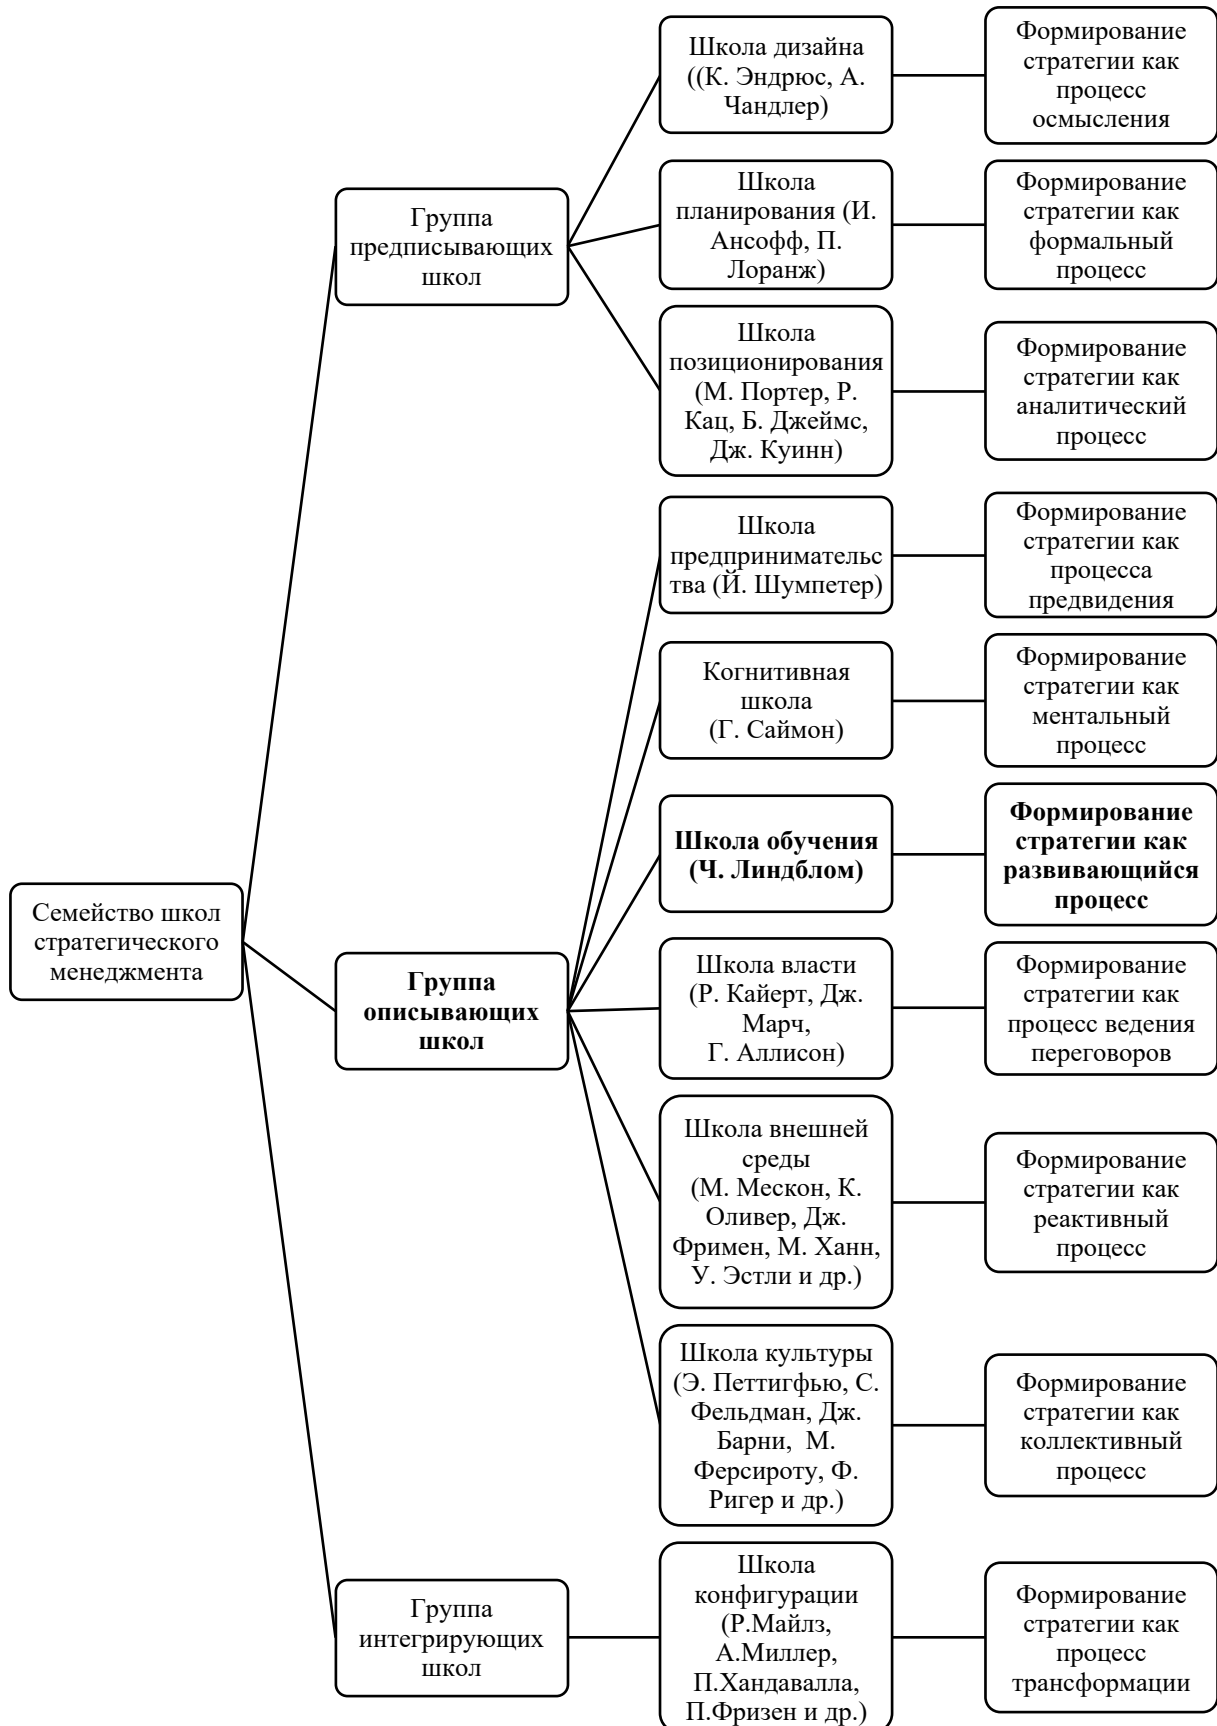 Семейство школ
стратегического
менеджмента
Группа
предписывающих
школ
Школа дизайна
((К. Эндрюс, А.
Чандлер)
Формирование
стратегии как
процесс
осмысления
Школа
планирования (И.
Ансофф, П.
Лоранж)
Формирование
стратегии как
формальный
процесс
Школа
позиционирования
(М. Портер, Р.
Кац, Б. Джеймс,
Дж. Куинн)
Формирование
стратегии как
аналитический
процесс
Группа
описывающих
школ
Школа
предпринимательс
тва (Й. Шумпетер)
Формирование
стратегии как
процесса
предвидения
Когнитивная
школа
(Г. Саймон)
Формирование
стратегии как
ментальный
процесс
Школа обучения
(Ч. Линдблом)
Формирование
стратегии как
развивающийся
процесс
Школа власти
(Р. Кайерт, Дж.
Марч,
Г. Аллисон)
Формирование
стратегии как
процесс ведения
переговоров
Школа внешней
среды
(М. Мескон, К.
Оливер, Дж.
Фримен, М. Ханн,
У. Эстли и др.)
Формирование
стратегии как
реактивный
процесс
Школа культуры
(Э. Петтигфью, С.
Фельдман, Дж.
Барни, М.
Ферсироту, Ф.
Ригер и др.)
Формирование
стратегии как
коллективный
процесс
Группа
интегрирующих
школ
Школа
конфигурации
(Р.Майлз,
А.Миллер,
П.Хандавалла,
П.Фризен и др.)
Формирование
стратегии как
процесс
трансформации